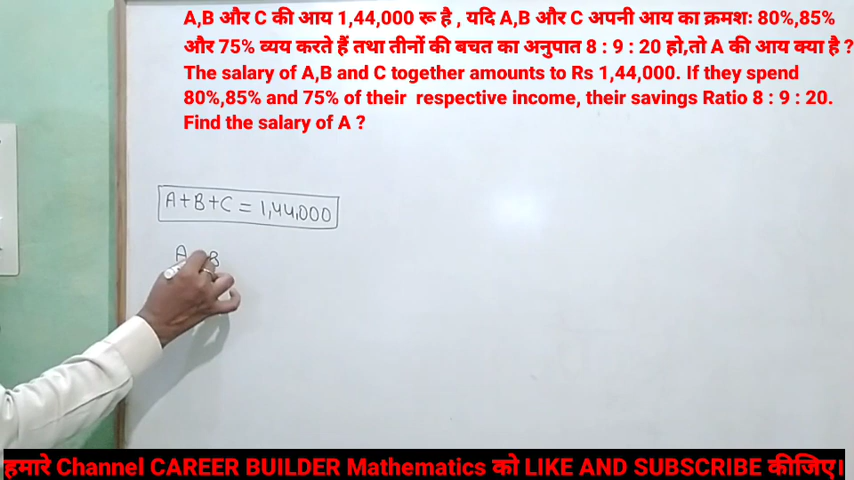 A,B और C की आय 1,44,000 रू है , यदि A,B और C अपनी आय का क्रमशः 80%,85%
और 75% व्यय करते हैं तथा तीनों की बचत का अनुपात 8 : 9 : 20 हो,तो A की आय क्या है ?
The salary of A,B and C together amounts to Rs 1,44,000. If they spend
80%,85% and 75% of their respective income, their savings Ratio 8 : 9 : 20.
Find the salary of A ?
A+B+C = 1,44,000
A B
हमारे Channel CAREER BUILDER Mathematics को LIKE AND SUBSCRIBE कीजिए।